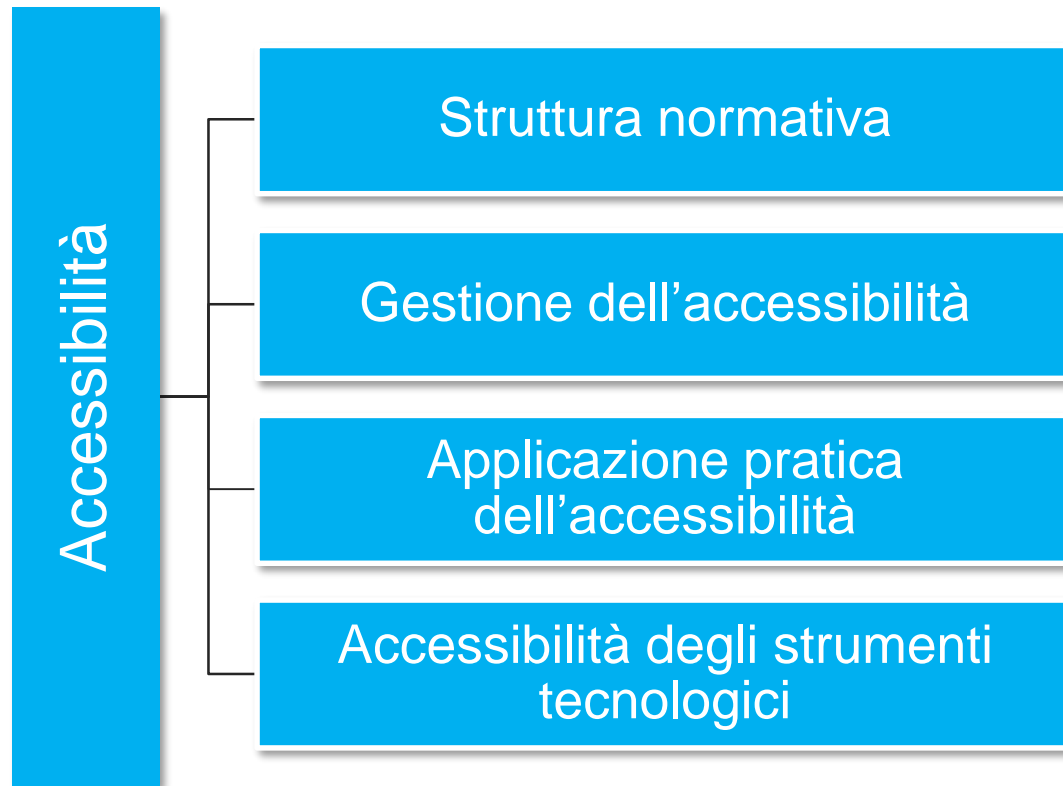 Accessibilità
Struttura normativa
Gestione dell’accessibilità
Applicazione pratica
dell’accessibilità
Accessibilità degli strumenti
tecnologici